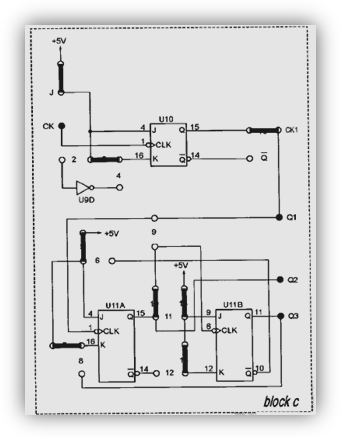 +5V
U10
J
4 J Q 15
CK
1 CLK
CK1
2
16 K Q 14
Q
4
U9D
Q1
9
+5V
6
+5V
Q2
U11A
U11B
4 J Q 15
11
9 J Q 11
Q3
1 CLK
6 CLK
16 K
8
Q 14
12
12 K Q 10
block c